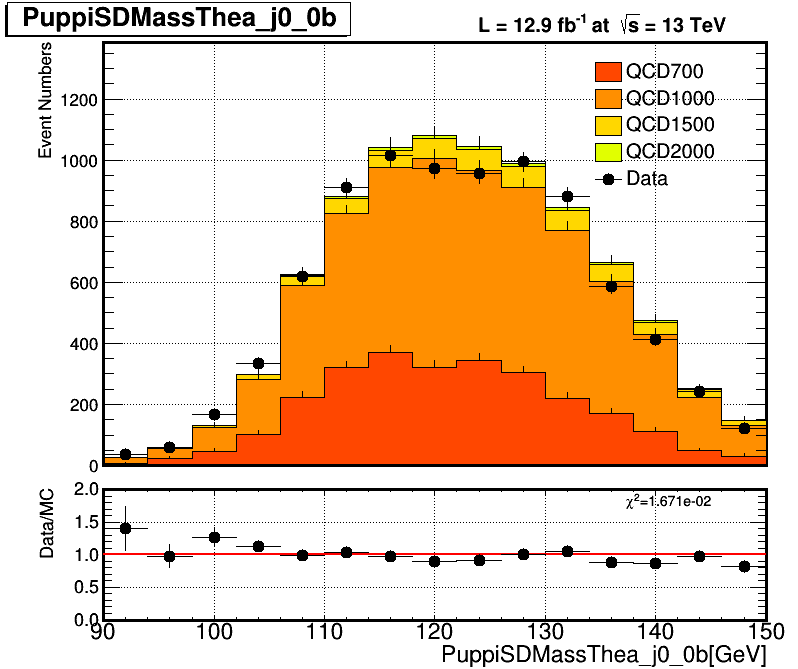 PuppiSDMassThea_j0_0b
L = 12.9 fb⁻¹ at √s = 13 TeV
Event Numbers
1200
1000
800
600
400
200
0
QCD700
QCD1000
QCD1500
QCD2000
Data
Data/MC
2.0
1.5
1.0
0.5
0.0
χ²=1.671e-02
90 100 110 120 130 140 150
PuppiSDMassThea_j0_0b[GeV]